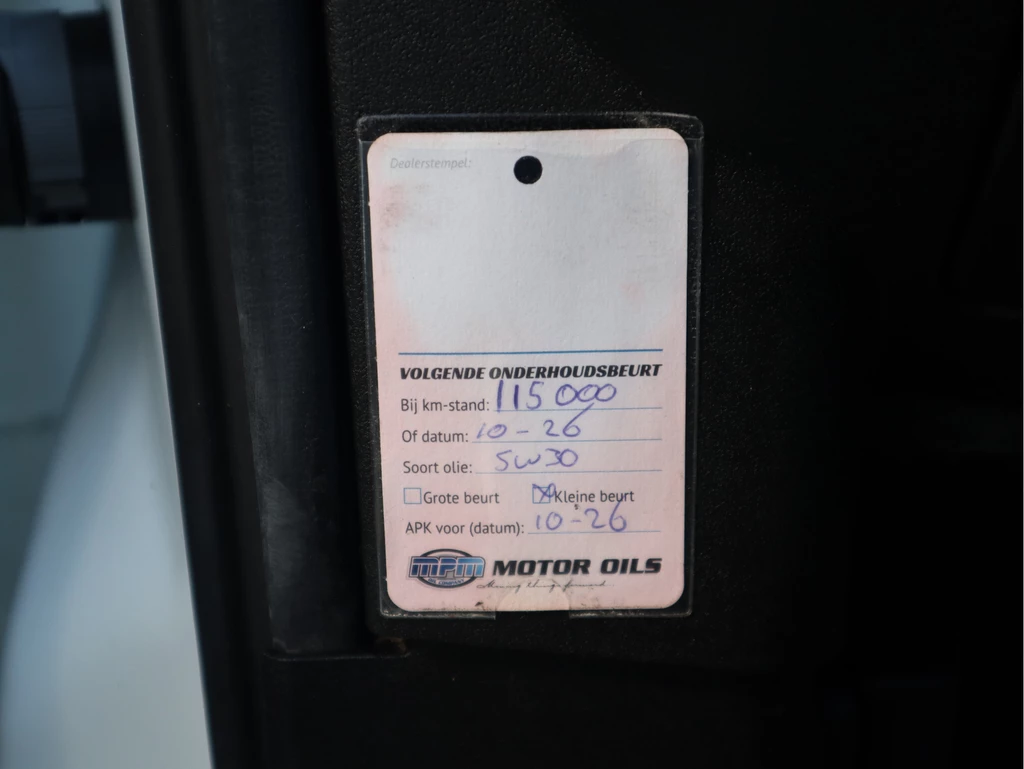 Dealerstempel:
VOLGENDE ONDERHOUDSBEURT
Bij km-stand: 115 000
Of datum: 10-26
Soort olie: 5W30
Grote beurt Kleine beurt
APK voor (datum): 10-26
MPM MOTOR OILS